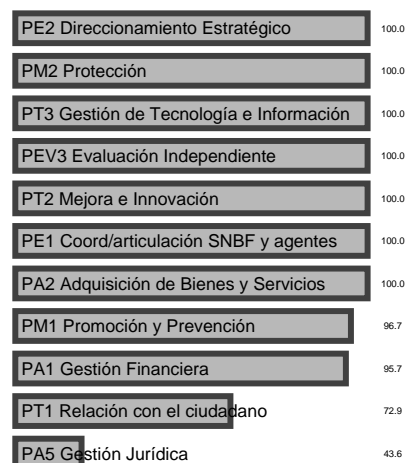 PE2 Direccionamiento Estratégico 100.0
PM2 Protección 100.0
PT3 Gestión de Tecnología e Información 100.0
PEV3 Evaluación Independiente 100.0
PT2 Mejora e Innovación 100.0
PE1 Coord/articulación SNBF y agentes 100.0
PA2 Adquisición de Bienes y Servicios 100.0
PM1 Promoción y Prevención 96.7
PA1 Gestión Financiera 95.7
PT1 Relación con el ciudadano 72.9
PA5 Gestión Jurídica 43.6